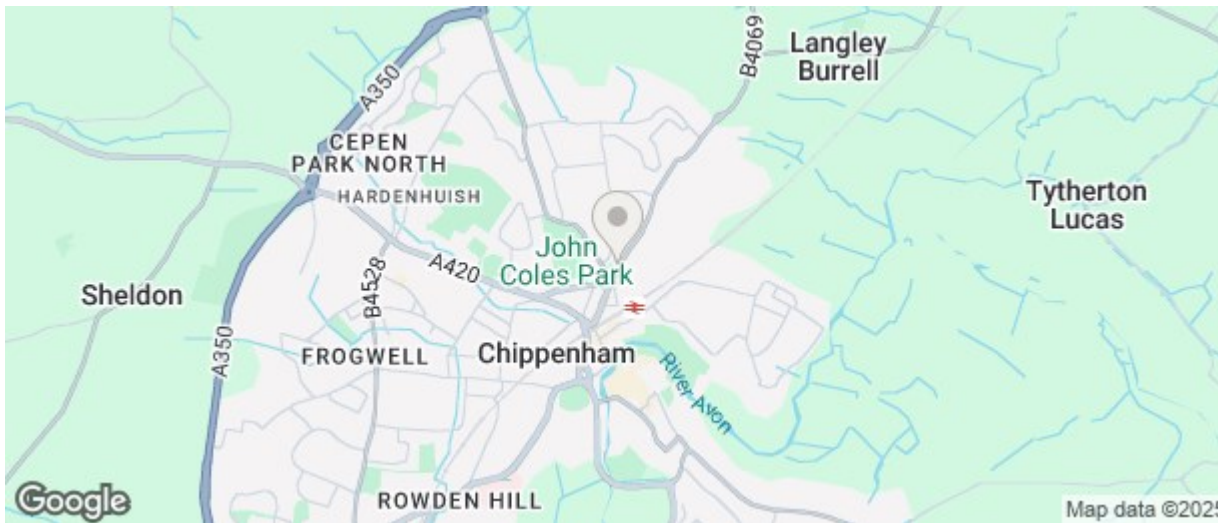 Langley
Burrell
B4069
A350
CEPEN
PARK NORTH
HARDENHUISH
Tytherton
Lucas
John
Coles Park
A420
B4528
Sheldon
A350
FROGWELL
Chippenham
River Avon
ROWDEN HILL
Google
Map data ©2025